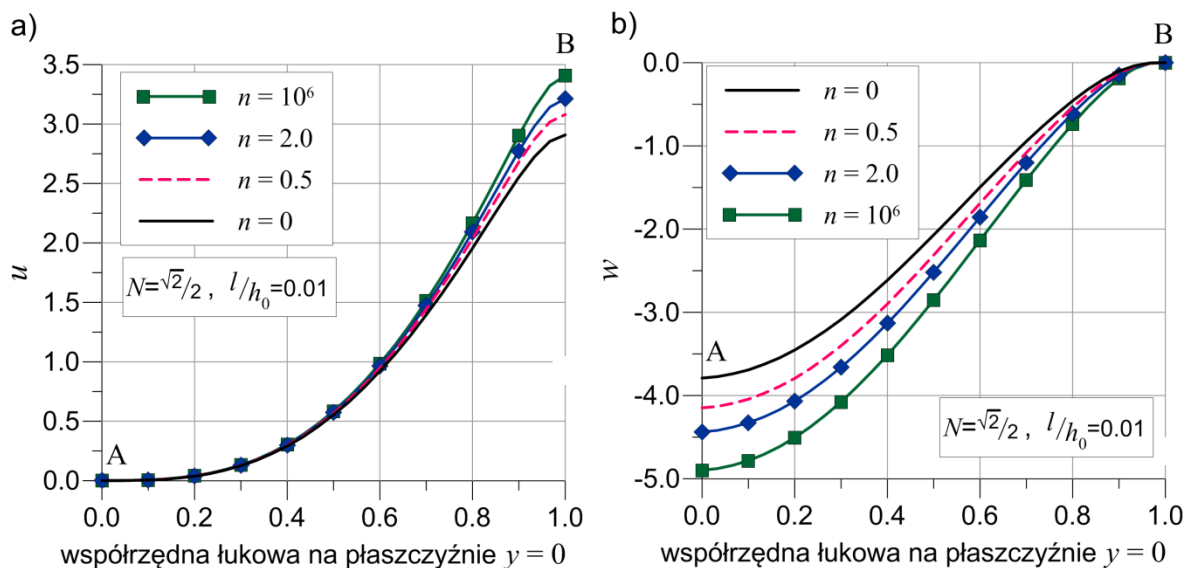 a)
B
3.5
3.0
2.5
2.0
1.5
1.0
0.5
0.0
u
n = 10⁶
n = 2.0
n = 0.5
n = 0
N=√2/2 , l/h₀=0.01
A
0.0 0.2 0.4 0.6 0.8 1.0
współrzędna łukowa na płaszczyźnie y = 0
b)
B
0.0
-1.0
-2.0
-3.0
-4.0
-5.0
w
n = 0
n = 0.5
n = 2.0
n = 10⁶
A
N=√2/2 , l/h₀=0.01
0.0 0.2 0.4 0.6 0.8 1.0
współrzędna łukowa na płaszczyźnie y = 0